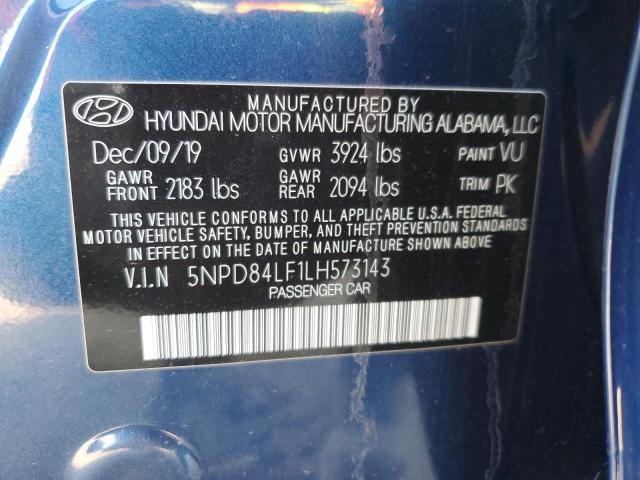 MANUFACTURED BY
HYUNDAI MOTOR MANUFACTURING ALABAMA, LLC
Dec/09/19 GVWR 3924 lbs PAINT VU
GAWR FRONT 2183 lbs GAWR REAR 2094 lbs TRIM PK
THIS VEHICLE CONFORMS TO ALL APPLICABLE U.S.A. FEDERAL
MOTOR VEHICLE SAFETY, BUMPER, AND THEFT PREVENTION STANDARDS
IN EFFECT ON THE DATE OF MANUFACTURE SHOWN ABOVE
V.I.N 5NPD84LF1LH573143
PASSENGER CAR